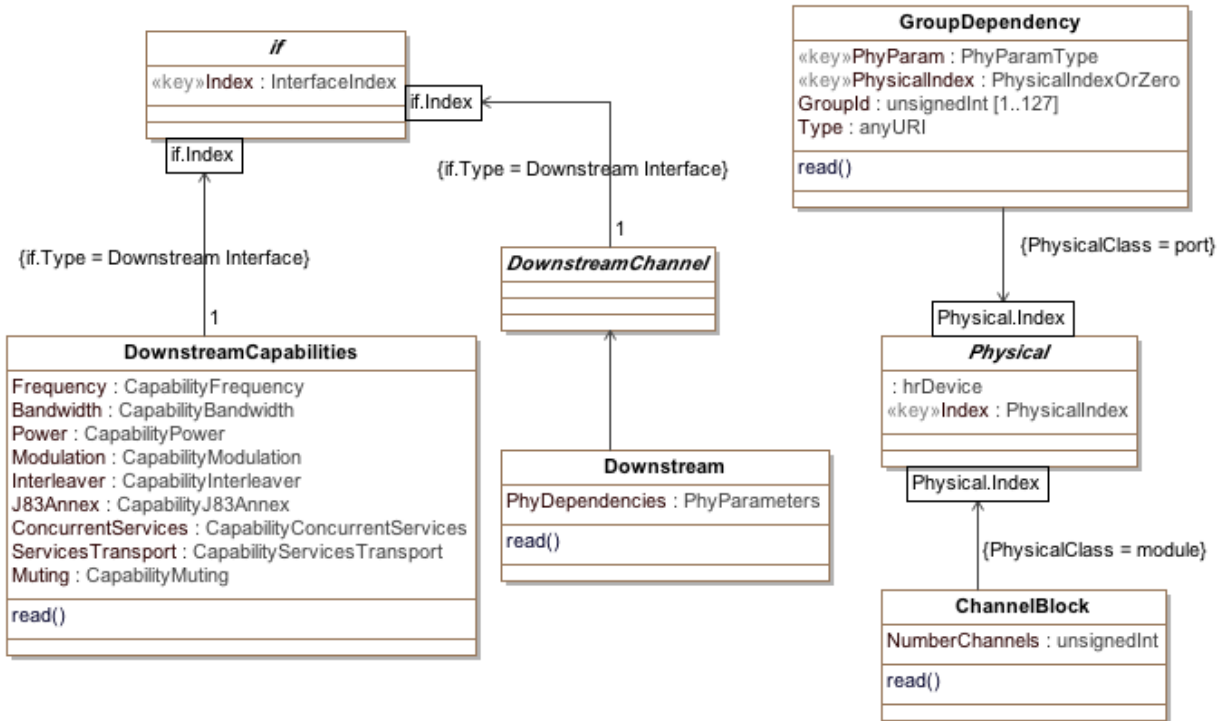 if
«key»Index : InterfaceIndex
if.Index
if.Index
{if.Type = Downstream Interface}
1
{if.Type = Downstream Interface}
1
DownstreamCapabilities
Frequency : CapabilityFrequency
Bandwidth : CapabilityBandwidth
Power : CapabilityPower
Modulation : CapabilityModulation
Interleaver : CapabilityInterleaver
J83Annex : CapabilityJ83Annex
ConcurrentServices : CapabilityConcurrentServices
ServicesTransport : CapabilityServicesTransport
Muting : CapabilityMuting
read()
DownstreamChannel
Downstream
PhyDependencies : PhyParameters
read()
GroupDependency
«key»PhyParam : PhyParamType
«key»PhysicalIndex : PhysicalIndexOrZero
GroupId : unsignedInt [1..127]
Type : anyURI
read()
{PhysicalClass = port}
Physical.Index
Physical
: hrDevice
«key»Index : PhysicalIndex
Physical.Index
{PhysicalClass = module}
ChannelBlock
NumberChannels : unsignedInt
read()